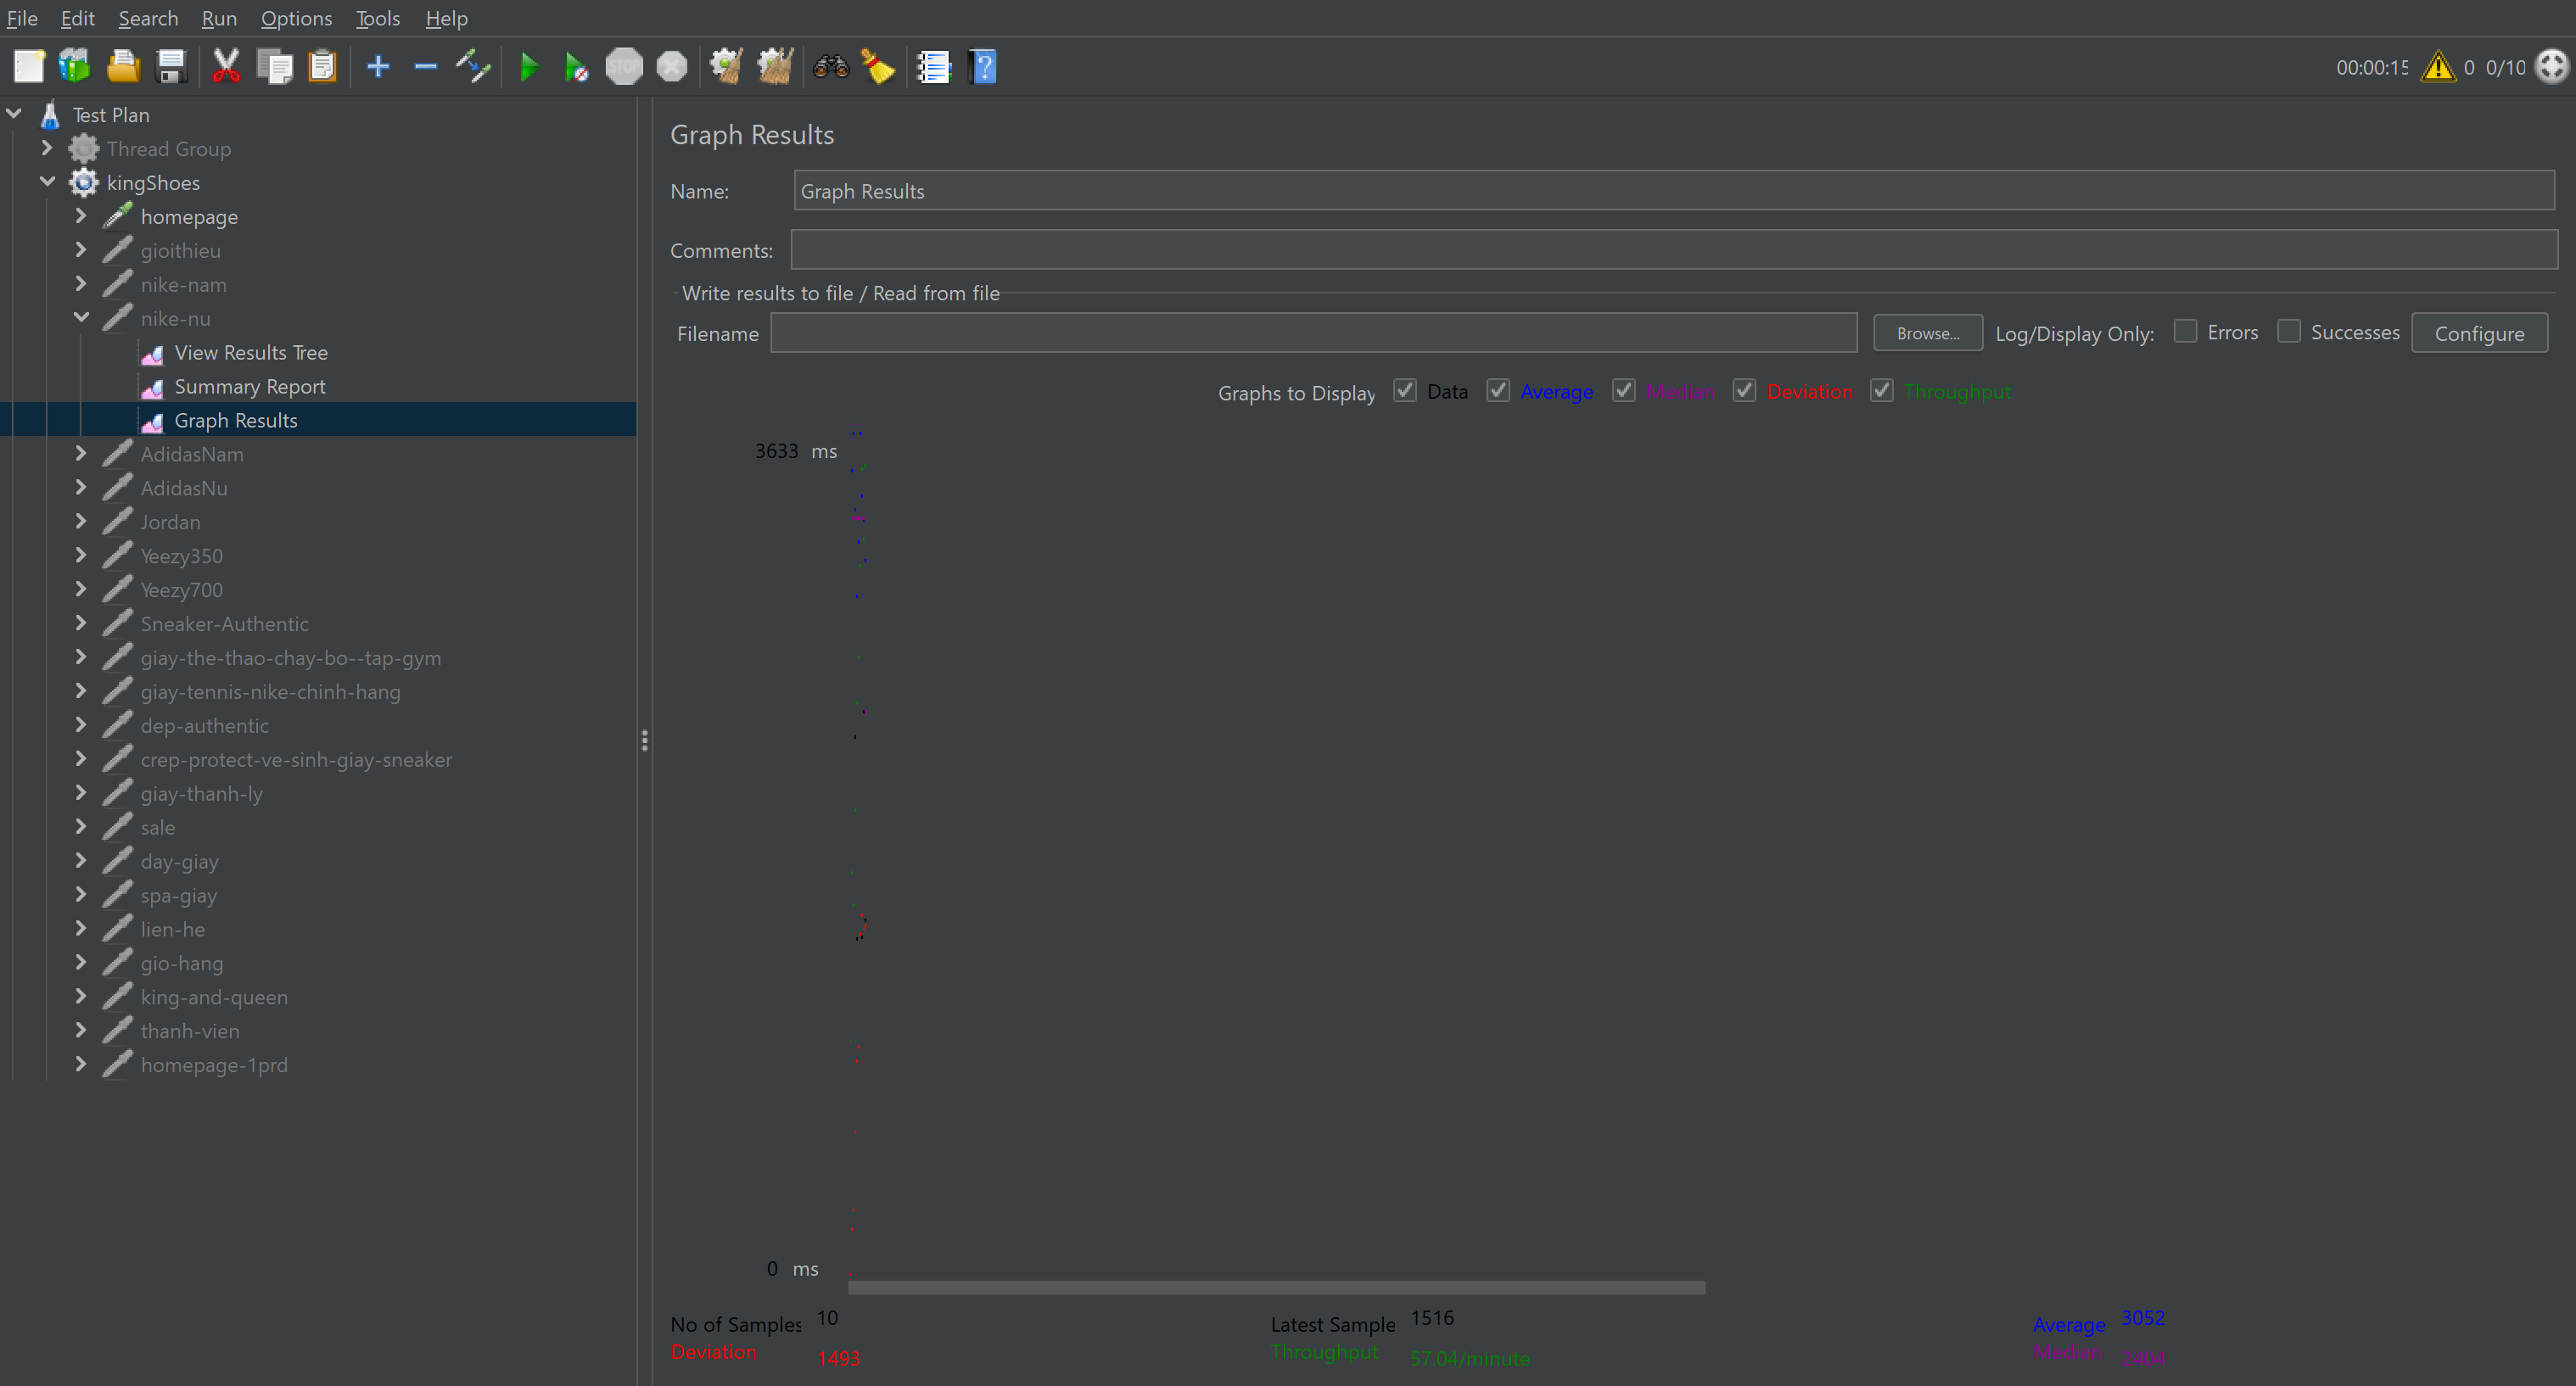 File Edit Search Run Options Tools Help
STOP
00:00:15 0 0/10
Test Plan
Thread Group
kingShoes
homepage
gioithieu
nike-nam
nike-nu
View Results Tree
Summary Report
Graph Results
AdidasNam
AdidasNu
Jordan
Yeezy350
Yeezy700
Sneaker-Authentic
giay-the-thao-chay-bo--tap-gym
giay-tennis-nike-chinh-hang
dep-authentic
crep-protect-ve-sinh-giay-sneaker
giay-thanh-ly
sale
day-giay
spa-giay
lien-he
gio-hang
king-and-queen
thanh-vien
homepage-1prd
Graph Results
Name: Graph Results
Comments:
Write results to file / Read from file
Filename Browse... Log/Display Only: Errors Successes Configure
Graphs to Display Data Average Median Deviation Throughput
3633 ms
0 ms
No of Samples 10 Latest Sample 1516 Average 3052
Deviation 1493 Throughput 57.04/minute Median 2404